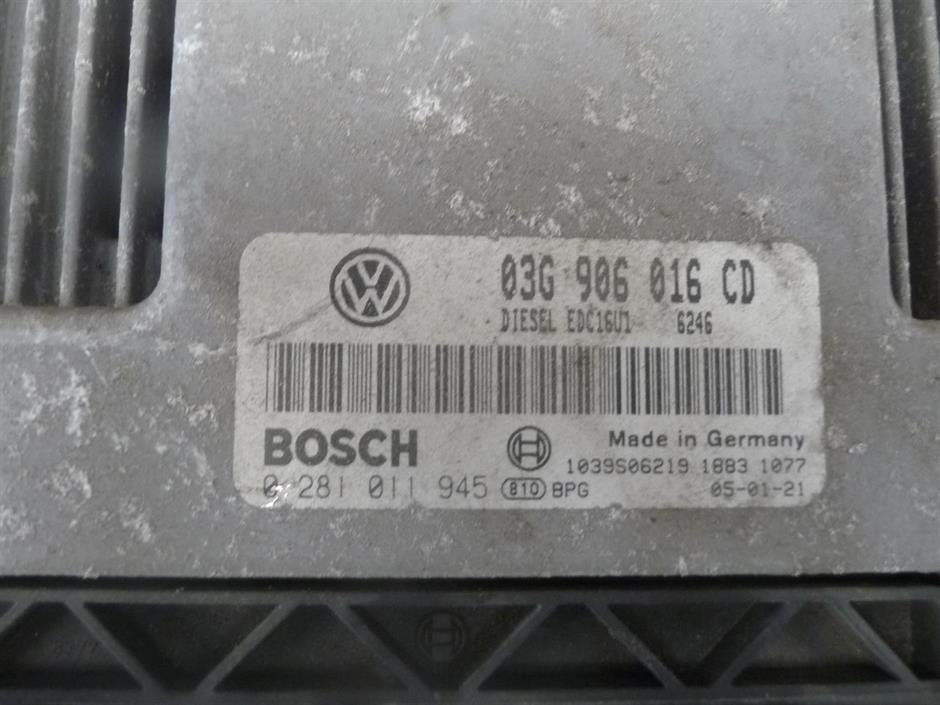 03G 906 016 CD
DIESEL EDC16U1 6246
BOSCH
Made in Germany
1039S06219 1883 1077
0 281 011 945 810 BPG 05-01-21